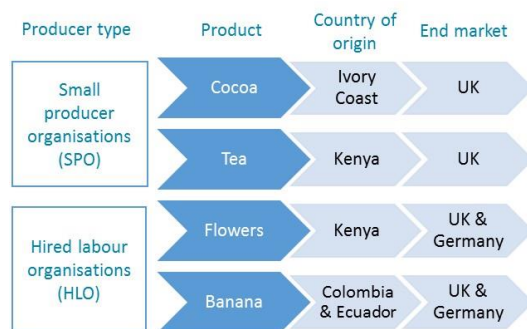 Producer type
Product
Country of
origin
End market
Small
producer
organisations
(SPO)
Cocoa
Ivory
Coast
UK
Tea
Kenya
UK
Hired labour
organisations
(HLO)
Flowers
Kenya
UK &
Germany
Banana
Colombia
& Ecuador
UK &
Germany